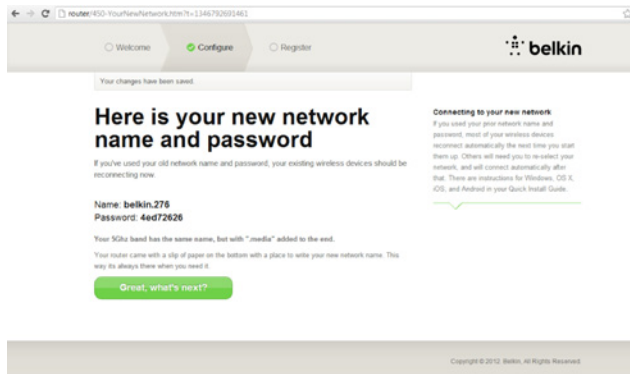 router/450-YourNewNetwork.htm?t=1346792691461
Welcome
Configure
Register
belkin
Your changes have been saved.
Here is your new network
name and password
If you've used your old network name and password, your existing wireless devices should be
reconnecting now.
Name: belkin.276
Password: 4ed72626
Your 5Ghz band has the same name, but with ".media" added to the end.
Your router came with a slip of paper on the bottom with a place to write your new network name. This
way its always there when you need it.
Great, what's next?
Connecting to your new network
If you used your prior network name and
password, most of your wireless devices
reconnect automatically the next time you start
them up. Others will need you to re-select your
network, and will connect automatically after
that. There are instructions for Windows, OS X,
iOS, and Android in your Quick Install Guide.
Copyright © 2012 Belkin, All Rights Reserved.